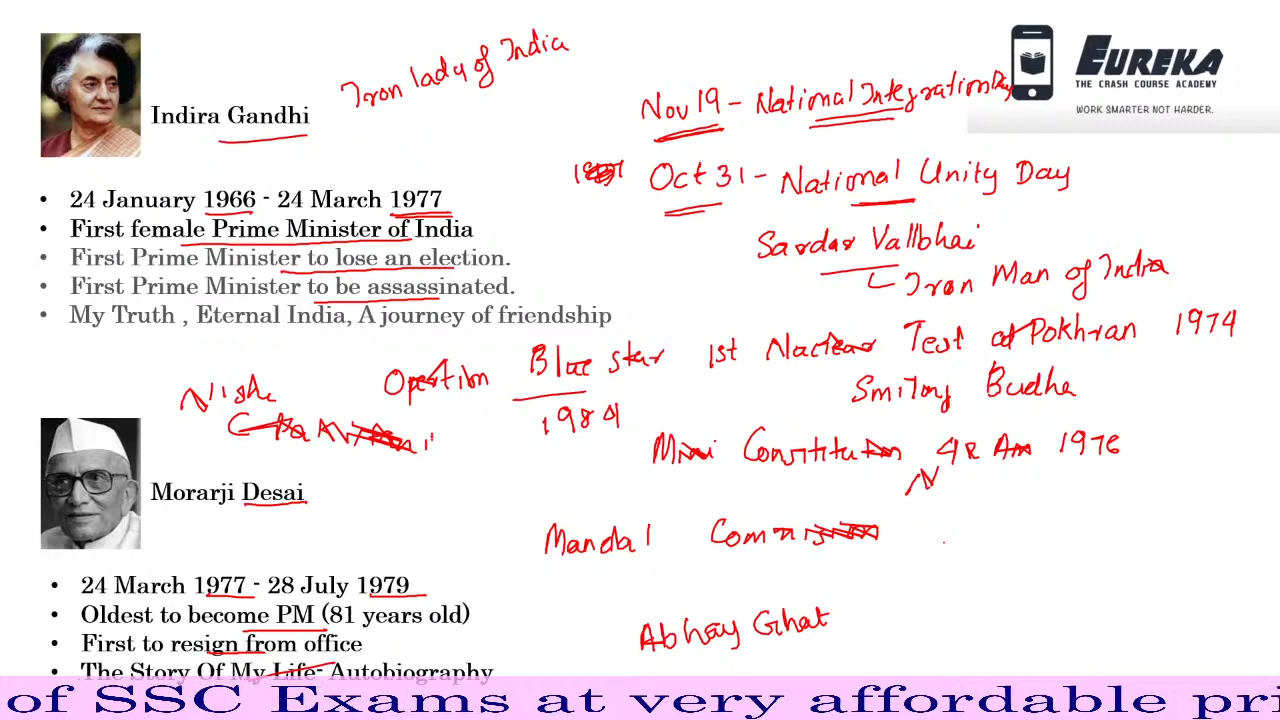 Iron lady of India
EUREKA
THE CRASH COURSE ACADEMY
WORK SMARTER NOT HARDER.
Indira Gandhi
Nov 19 - National Integration Day
Oct 31 - National Unity Day
• 24 January 1966 - 24 March 1977
• First female Prime Minister of India
• First Prime Minister to lose an election.
• First Prime Minister to be assassinated.
• My Truth , Eternal India, A journey of friendship
Sardar Vallbhai
Iron Man of India
Operation Blue star
1984
1st Nuclear Test at Pokhran 1974
Smiling Budha
Nish
Mini Constitution 42 Am 1976
Morarji Desai
Mandal Commission
• 24 March 1977 - 28 July 1979
• Oldest to become PM (81 years old)
• First to resign from office
• The Story Of My Life- Autobiography
Abhay Ghat
of SSC Exams at very affordable pri